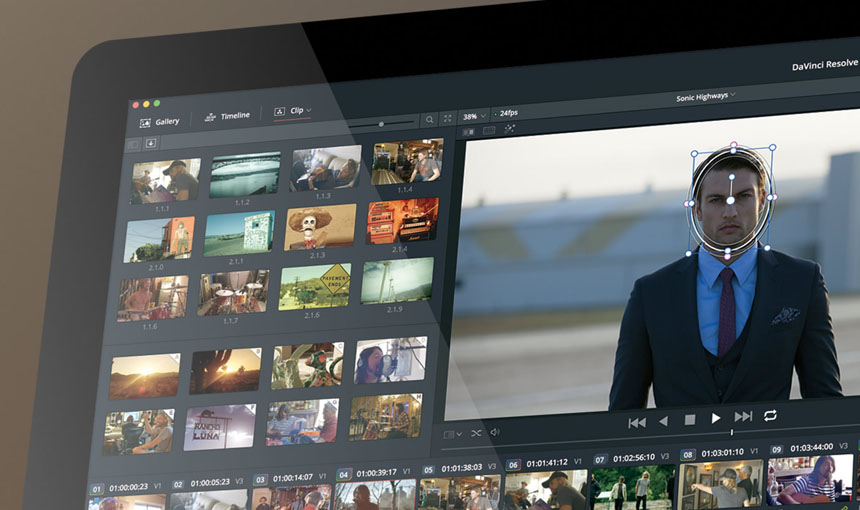 DaVinci Resolve
Sonic Highways
Gallery
Timeline
Clip
38%
24fps
1.1.1
1.1.2
1.1.3
1.1.4
2.1.0
2.1.1
2.1.3
2.1.4
PAVEMENT
ENDS
1.1.6
1.1.7
2.1.6
2.1.9
RANCHO
LUNA
01 01:00:00:23 V1
02 01:00:05:23 V3
03 01:00:14:07 V1
04 01:00:39:17 V1
05 01:01:38:03 V3
06 01:01:41:12 V1
07 02:56:10 V3
08 03:01:10 V1
09 03:44:00 V3